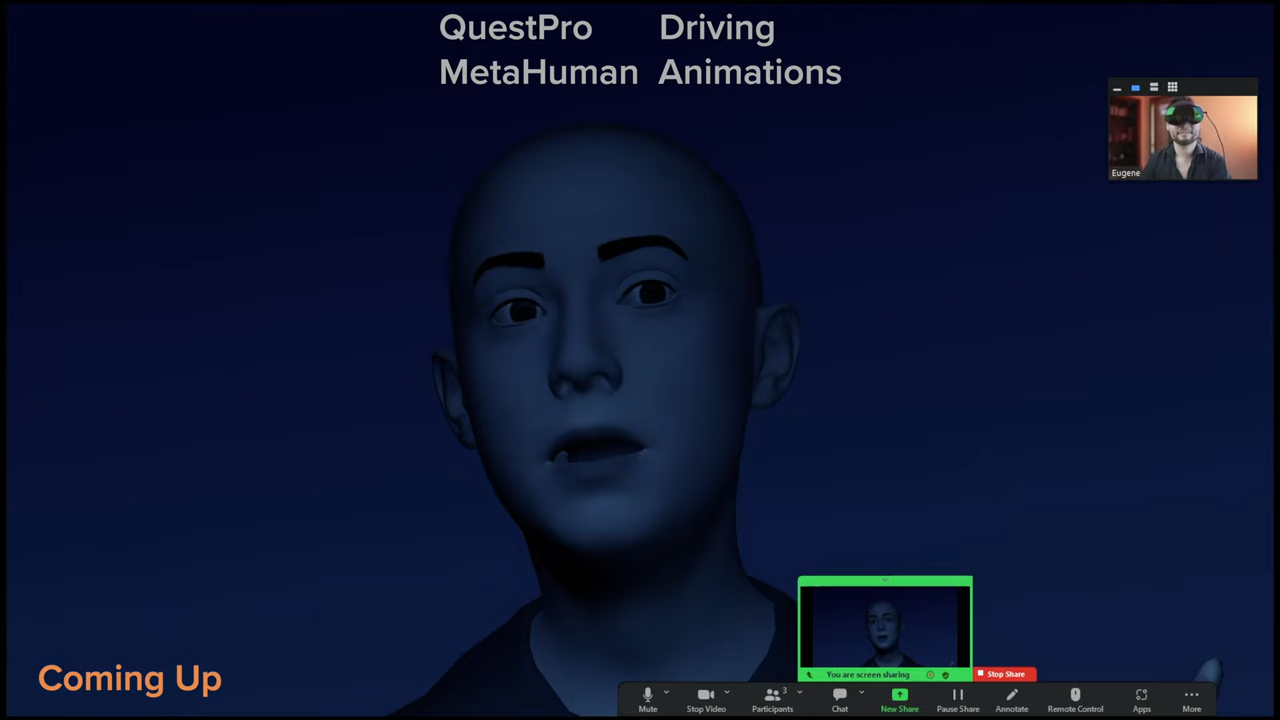 QuestPro Driving
MetaHuman Animations
Eugene
Coming Up
You are screen sharing
Stop Share
3
Mute
Stop Video
Participants
Chat
New Share
Pause Share
Annotate
Remote Control
Apps
More